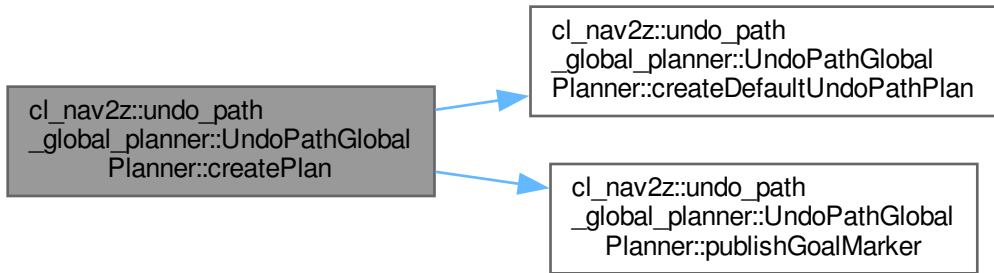 cl_nav2z::undo_path
_global_planner::UndoPathGlobal
Planner::createPlan
cl_nav2z::undo_path
_global_planner::UndoPathGlobal
Planner::createDefaultUndoPathPlan
cl_nav2z::undo_path
_global_planner::UndoPathGlobal
Planner::publishGoalMarker